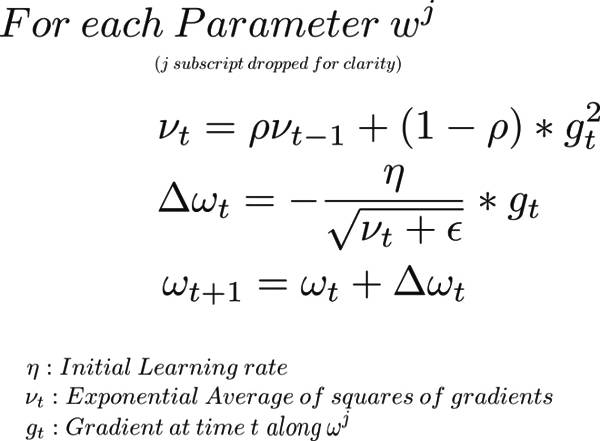 For each Parameter w^j
(j subscript dropped for clarity)
ν_t = ρν_{t−1} + (1 − ρ) ∗ g_t^2
Δω_t = −η/√(ν_t + ϵ) ∗ g_t
ω_{t+1} = ω_t + Δω_t
η : Initial Learning rate
ν_t : Exponential Average of squares of gradients
g_t : Gradient at time t along ω^j